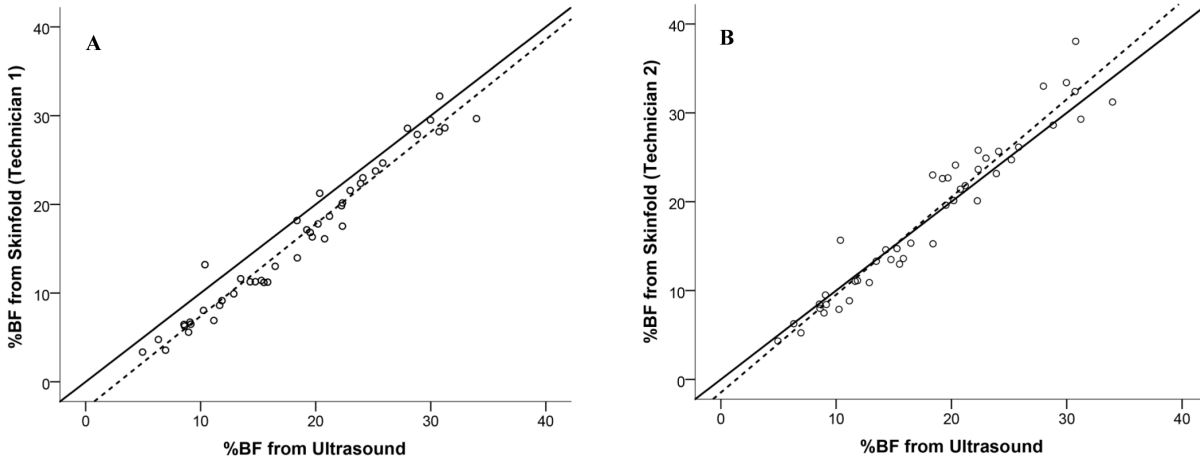 A
%BF from Skinfold (Technician 1)
40
30
20
10
0
0 10 20 30 40
%BF from Ultrasound
B
%BF from Skinfold (Technician 2)
40
30
20
10
0
0 10 20 30 40
%BF from Ultrasound